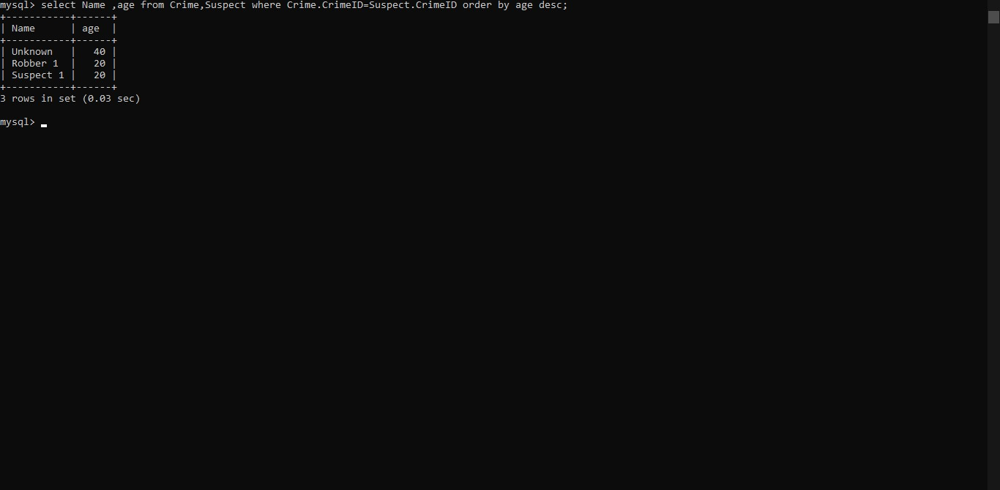 mysql> select Name ,age from Crime,Suspect where Crime.CrimeID=Suspect.CrimeID order by age desc;
+-----------+------+
| Name      | age  |
+-----------+------+
| Unknown   |   40 |
| Robber 1  |   20 |
| Suspect 1 |   20 |
+-----------+------+
3 rows in set (0.03 sec)
mysql>